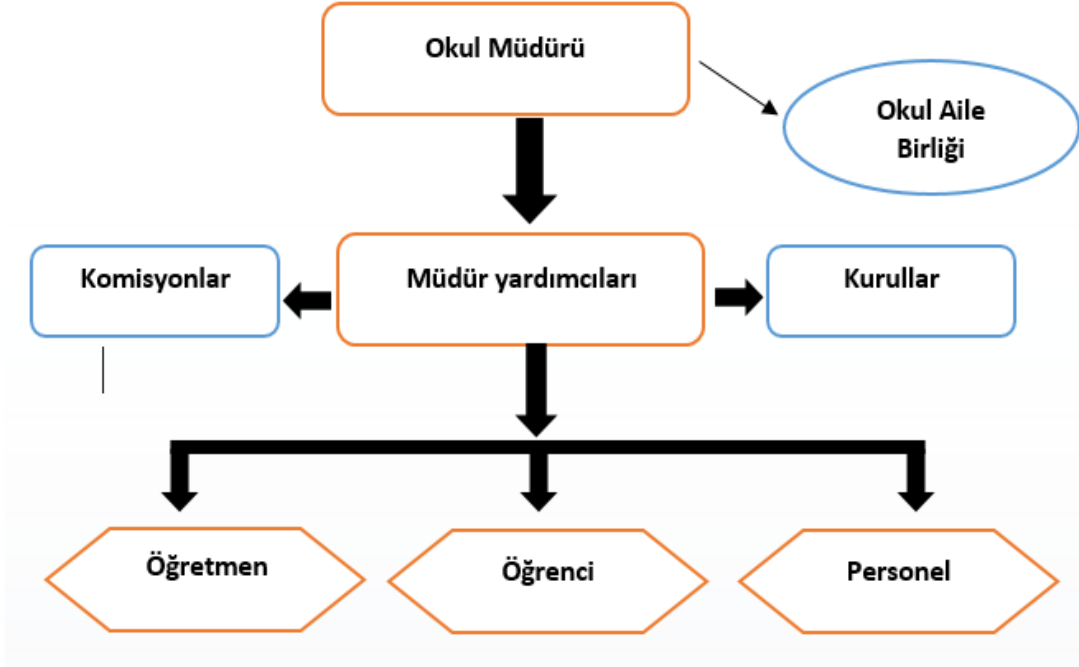 Okul Müdürü
Okul Aile
Birliği
Komisyonlar
Müdür yardımcıları
Kurullar
Öğretmen
Öğrenci
Personel